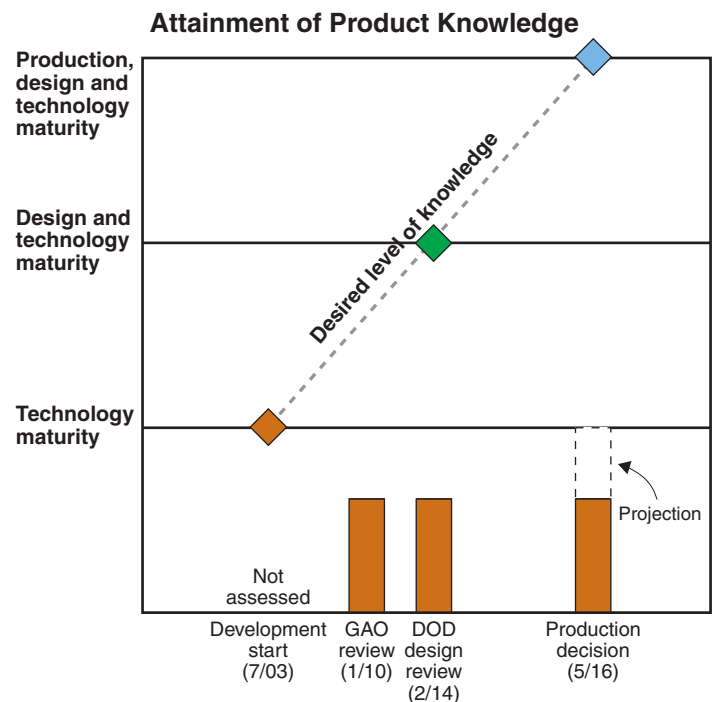 Attainment of Product Knowledge
Production,
design and
technology
maturity
Design and
technology
maturity
Technology
maturity
Desired level of knowledge
Projection
Not
assessed
Development
start
(7/03)
GAO
review
(1/10)
DOD
design
review
(2/14)
Production
decision
(5/16)